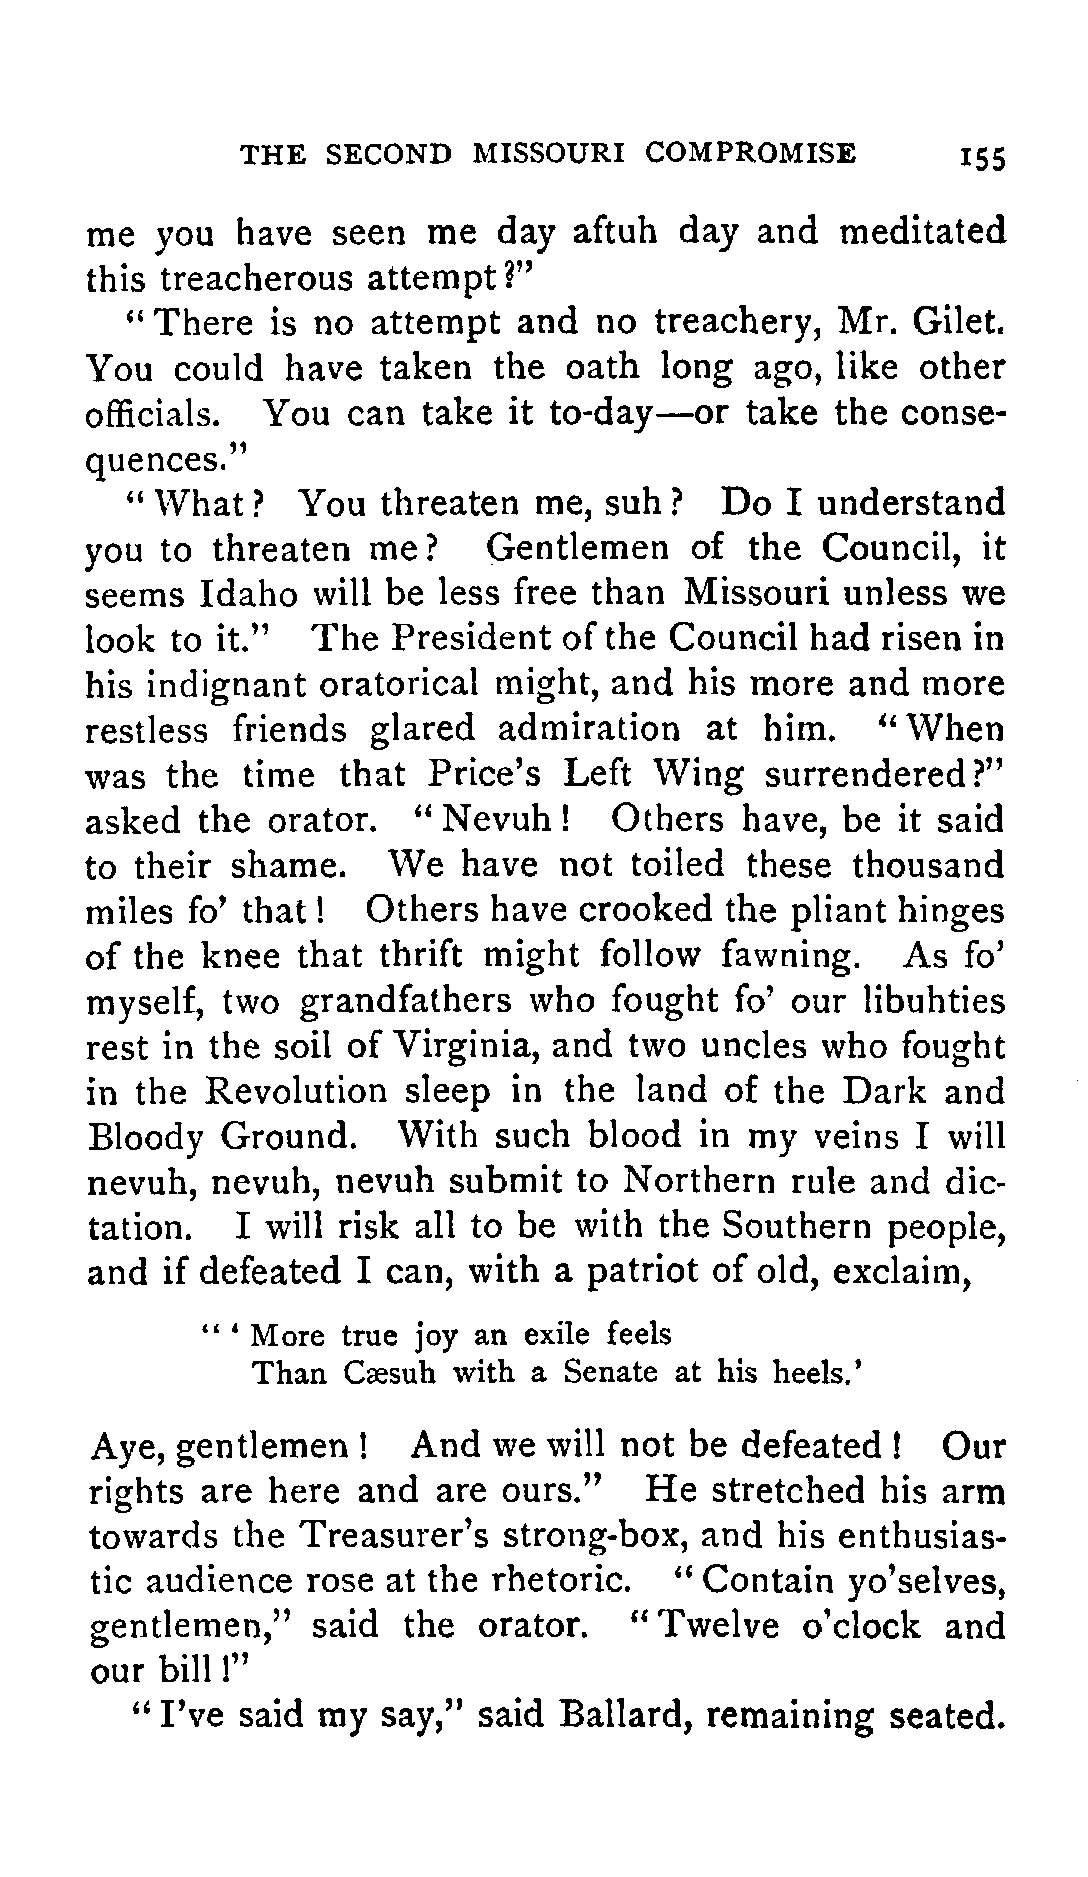 THE SECOND MISSOURI COMPROMISE 155
me you have seen me day aftuh day and meditated
this treacherous attempt?"
"There is no attempt and no treachery, Mr. Gilet.
You could have taken the oath long ago, like other
officials. You can take it to-day—or take the conse-
quences."
"What? You threaten me, suh? Do I understand
you to threaten me? Gentlemen of the Council, it
seems Idaho will be less free than Missouri unless we
look to it." The President of the Council had risen in
his indignant oratorical might, and his more and more
restless friends glared admiration at him. "When
was the time that Price's Left Wing surrendered?"
asked the orator. "Nevuh! Others have, be it said
to their shame. We have not toiled these thousand
miles fo' that! Others have crooked the pliant hinges
of the knee that thrift might follow fawning. As fo'
myself, two grandfathers who fought fo' our libuhties
rest in the soil of Virginia, and two uncles who fought
in the Revolution sleep in the land of the Dark and
Bloody Ground. With such blood in my veins I will
nevuh, nevuh, nevuh submit to Northern rule and dic-
tation. I will risk all to be with the Southern people,
and if defeated I can, with a patriot of old, exclaim,
"'More true joy an exile feels
Than Cæsuh with a Senate at his heels.'
Aye, gentlemen! And we will not be defeated! Our
rights are here and are ours." He stretched his arm
towards the Treasurer's strong-box, and his enthusias-
tic audience rose at the rhetoric. "Contain yo'selves,
gentlemen," said the orator. "Twelve o'clock and
our bill!"
"I've said my say," said Ballard, remaining seated.